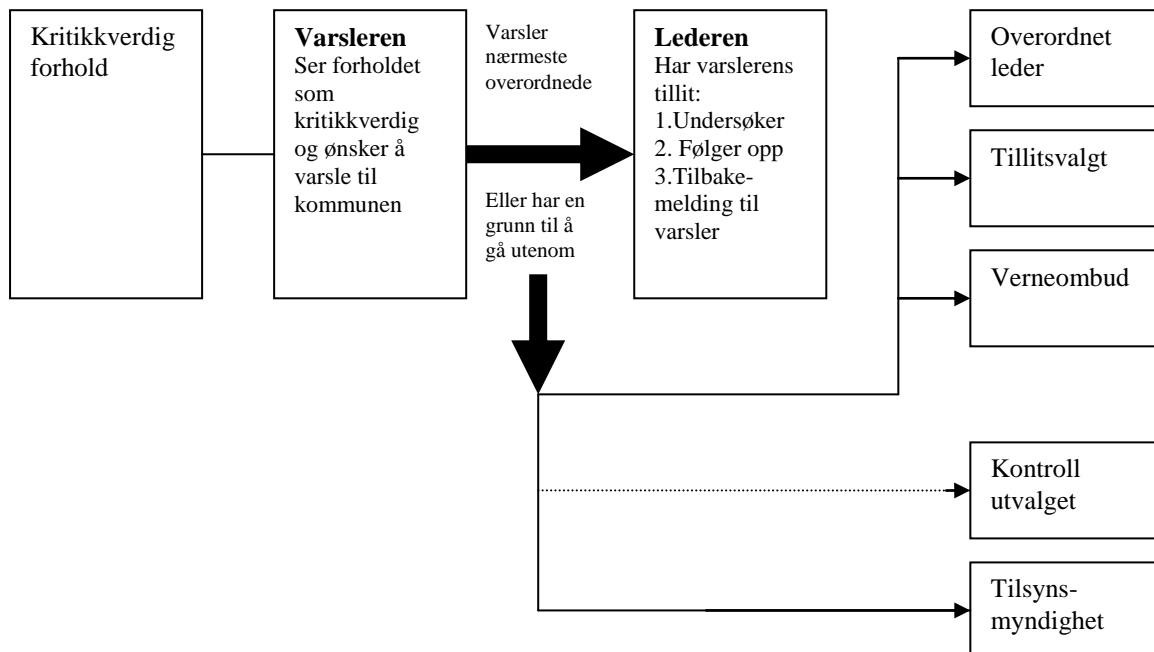 Kritikkverdig
forhold
Varsleren
Ser forholdet
som
kritikkverdig
og ønsker å
varsle til
kommunen
Varsler
nærmeste
overordnede
Eller har en
grunn til å
gå utenom
Lederen
Har varslerens
tillit:
1.Undersøker
2. Følger opp
3.Tilbake-
melding til
varsler
Overordnet
leder
Tillitsvalgt
Verneombud
Kontroll
utvalget
Tilsyns-
myndighet